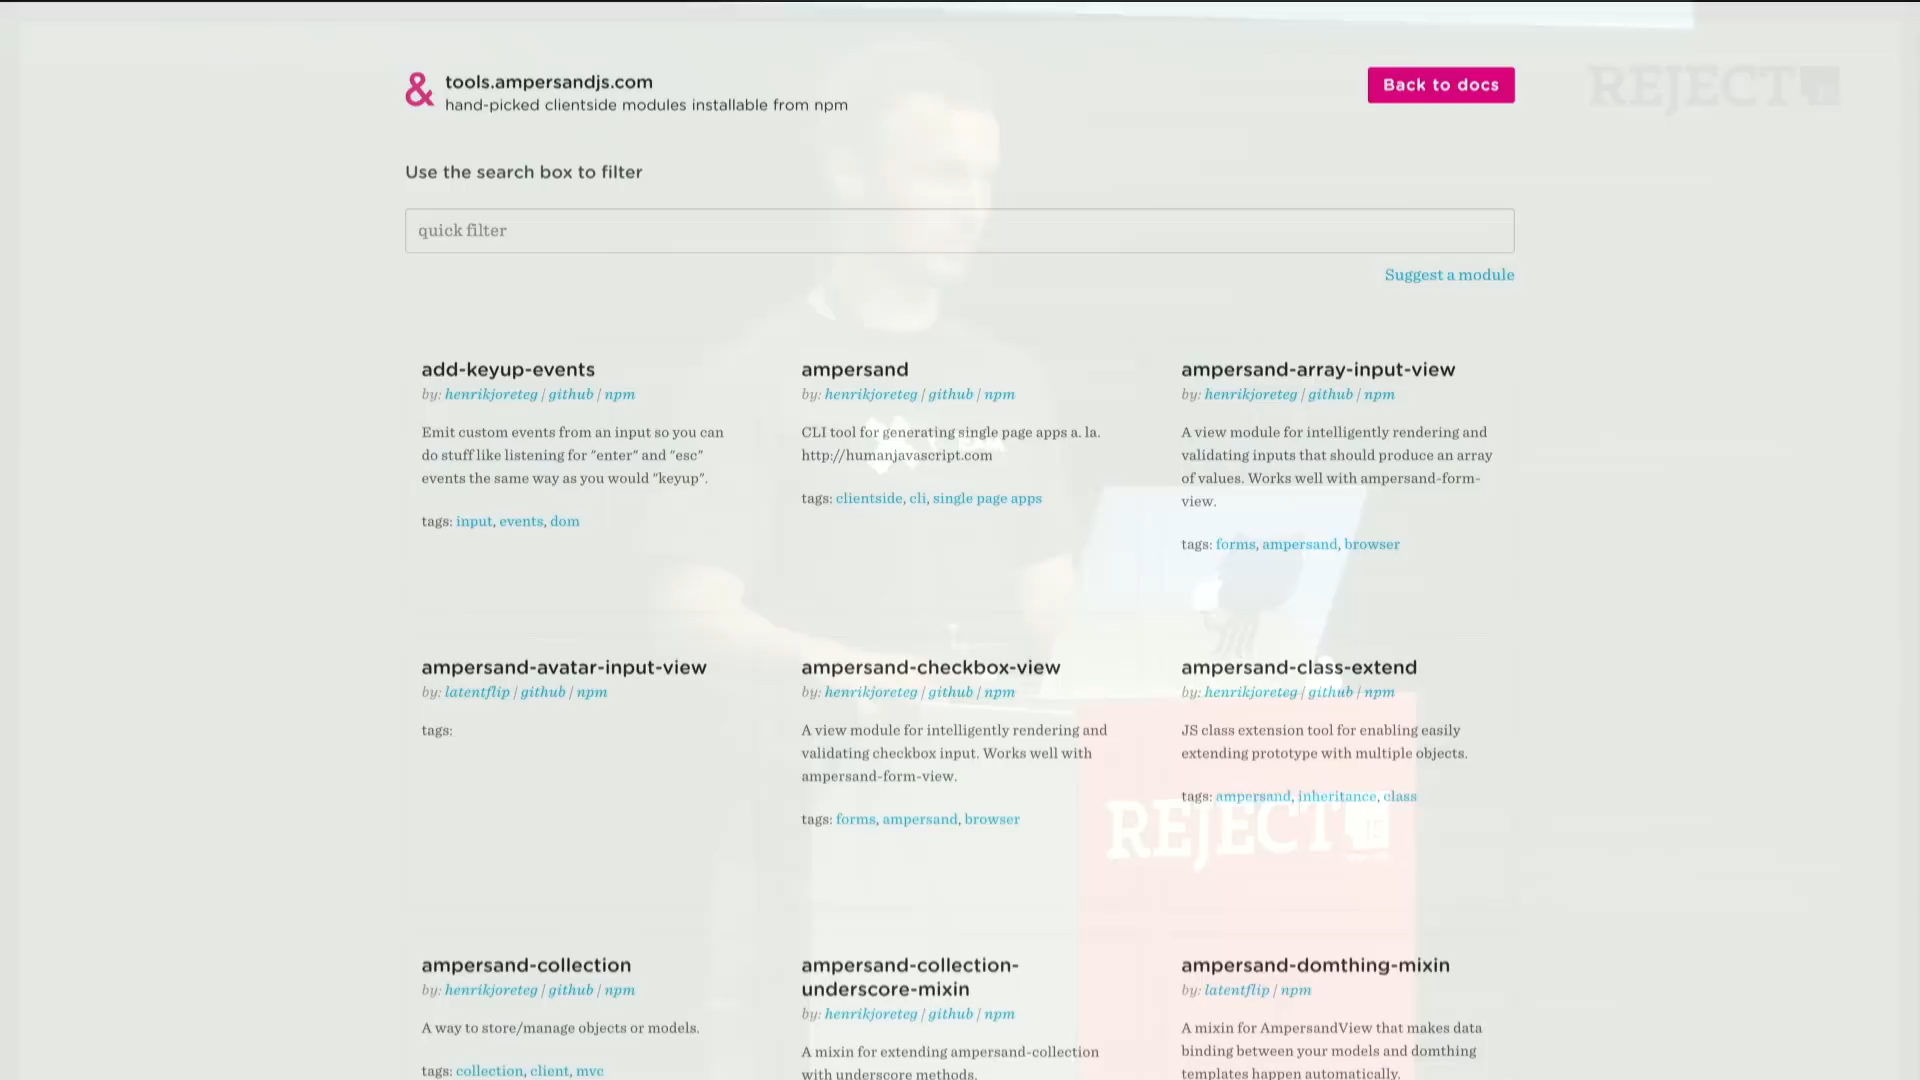 tools.ampersandjs.com
hand-picked clientside modules installable from npm
Back to docs
REJECT
Use the search box to filter
quick filter
Suggest a module
add-keyup-events
by: henrikjoreteg / github / npm
Emit custom events from an input so you can
do stuff like listening for "enter" and "esc"
events the same way as you would "keyup".
tags: input, events, dom
ampersand
by: henrikjoreteg / github / npm
CLI tool for generating single page apps a. la.
http://humanjavascript.com
tags: clientside, cli, single page apps
ampersand-array-input-view
by: henrikjoreteg / github / npm
A view module for intelligently rendering and
validating inputs that should produce an array
of values. Works well with ampersand-form-
view.
tags: forms, ampersand, browser
ampersand-avatar-input-view
by: latentflip / github / npm
tags:
ampersand-checkbox-view
by: henrikjoreteg / github / npm
A view module for intelligently rendering and
validating checkbox input. Works well with
ampersand-form-view.
tags: forms, ampersand, browser
ampersand-class-extend
by: henrikjoreteg / github / npm
JS class extension tool for enabling easily
extending prototype with multiple objects.
tags: ampersand, inheritance, class
REJECT
ampersand-collection
by: henrikjoreteg / github / npm
A way to store/manage objects or models.
tags: collection, client, mvc
ampersand-collection-
underscore-mixin
by: henrikjoreteg / github / npm
A mixin for extending ampersand-collection
with underscore methods.
ampersand-domthing-mixin
by: latentflip / npm
A mixin for AmpersandView that makes data
binding between your models and domthing
templates happen automatically.